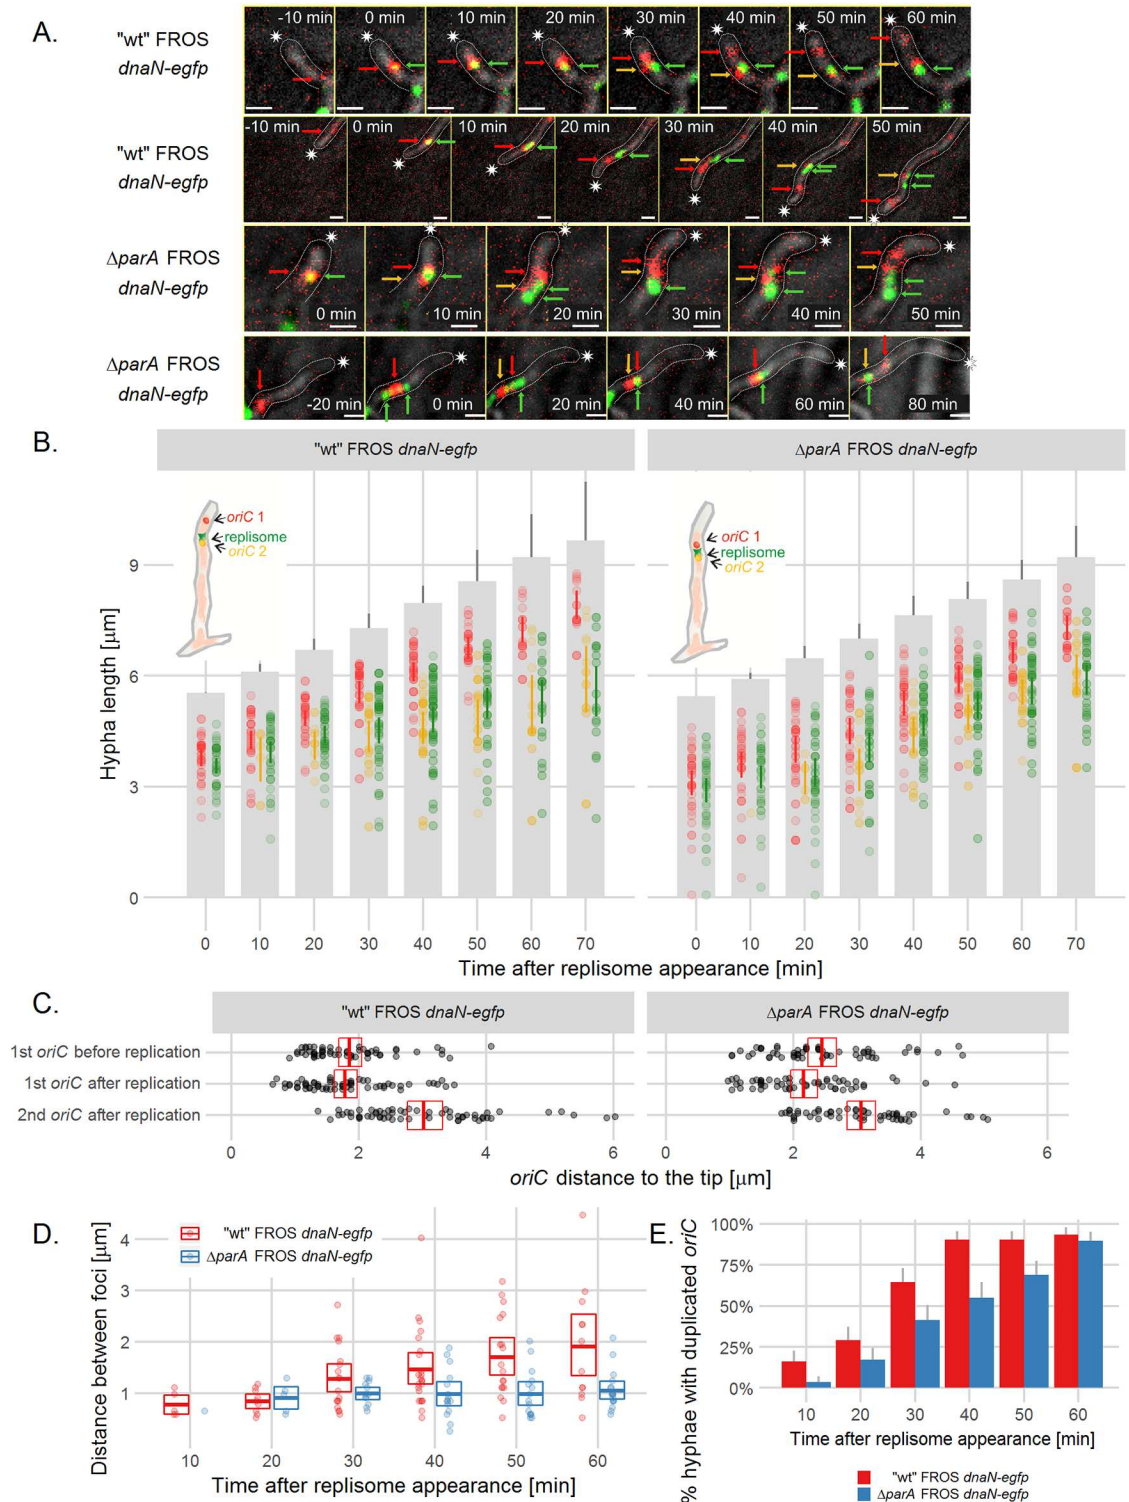 A.
"wt" FROS
dnaN-egfp
-10 min
0 min
10 min
20 min
30 min
40 min
50 min
60 min
"wt" FROS
dnaN-egfp
-10 min
0 min
10 min
20 min
30 min
40 min
50 min
ΔparA FROS
dnaN-egfp
0 min
10 min
20 min
30 min
40 min
50 min
ΔparA FROS
dnaN-egfp
-20 min
0 min
20 min
40 min
60 min
80 min
B.
"wt" FROS dnaN-egfp
ΔparA FROS dnaN-egfp
oriC 1
replisome
oriC 2
oriC 1
replisome
oriC 2
Hypha length [μm]
9
6
3
0
0 10 20 30 40 50 60 70
0 10 20 30 40 50 60 70
Time after replisome appearance [min]
C.
"wt" FROS dnaN-egfp
ΔparA FROS dnaN-egfp
1st oriC before replication
1st oriC after replication
2nd oriC after replication
0 2 4 6
2 4 6
oriC distance to the tip [μm]
D.
"wt" FROS dnaN-egfp
ΔparA FROS dnaN-egfp
Distance between foci [μm]
4
3
2
1
10 20 30 40 50 60
Time after replisome appearance [min]
E.
% hyphae with duplicated oriC
100%
75%
50%
25%
0%
10 20 30 40 50 60
Time after replisome appearance [min]
"wt" FROS dnaN-egfp
ΔparA FROS dnaN-egfp